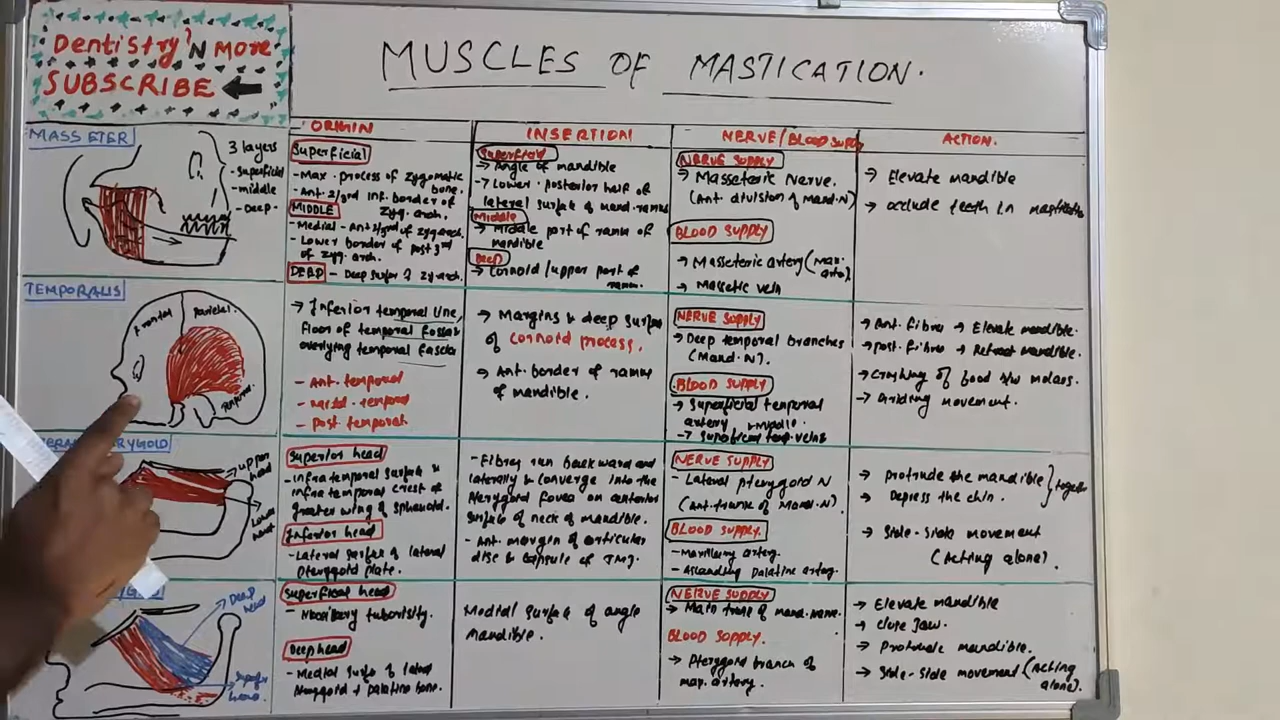 Dentistry 'N More
SUBSCRIBE
MUSCLES OF MASTICATION.
ORIGIN
INSERTION
NERVE/BLOOD SUPPLY
ACTION.
MASSETER
3 layers
- superficial
- middle
- Deep
Superficial
- Max. process of zygomatic bone.
- Ant. 2/3rd inf. border of zyg. arch.
MIDDLE
- Medial - Ant 2/3rd of zyg arch
- Lower border of post 3rd of zyg. arch.
DEEP - Deep surface of zyg arch.
Superficial
→ Angle of mandible
→ Lower posterior half of
lateral surface of mand. ramus
Middle
→ Middle part of ramus of
mandible
Deep
→ Coronoid / upper part of
ramus.
NERVE SUPPLY
→ Masseteric Nerve.
(Ant. division of Mand. N)
BLOOD SUPPLY
→ Masseteric artery (Max.
→ vein
→ Elevate mandible
→ occlude teeth in
TEMPORALIS
frontal
parietal
→ Inferior temporal line,
floor of temporal fossa
overlying temporal fascia
- Ant. temporal
- temporal
- post temporal
→ Margins & deep surface
of coronoid process.
→ Ant. border of ramus
of mandible.
NERVE SUPPLY
→ Deep temporal branches
(Mand. N).
BLOOD SUPPLY
→ Superficial temporal
artery & middle.
→ Superficial temp. veins
→ Ant. fibres → Elevate mandible.
→ post. fibres → Retract mandible.
→ Crushing of food b/w molars.
→ Grinding movement.
upper
head
Lower
head
Superior head
- infratemporal surface &
infratemporal crest of
greater wing of sphenoid.
Inferior head
- Lateral surface of lateral
pterygoid plate.
- Fibres run backward and
laterally & converge into the
pterygoid fovea on anterior
surface of neck of mandible.
- Ant. margin of articular
disc & capsule of TMJ.
NERVE SUPPLY
- Lateral pterygoid N
(Ant. trunk of Mand. N)
BLOOD SUPPLY.
- Maxillary artery.
- Ascending palatine artery.
→ Protrude the mandible
→ Depress the chin.
together
→ Side-side movement
(Acting alone).
Deep
head
Superficial head
- Maxillary tuberosity.
Deep head
- Medial surface of lateral
pterygoid + palatine bone.
Medial surface of angle
mandible.
NERVE SUPPLY
→ Main trunk of mand. nerve.
BLOOD SUPPLY.
→ Pterygoid branch of
max. artery.
→ Elevate mandible
→ Close jaw.
→ Protrude mandible.
→ Side-side movement (Acting
alone).